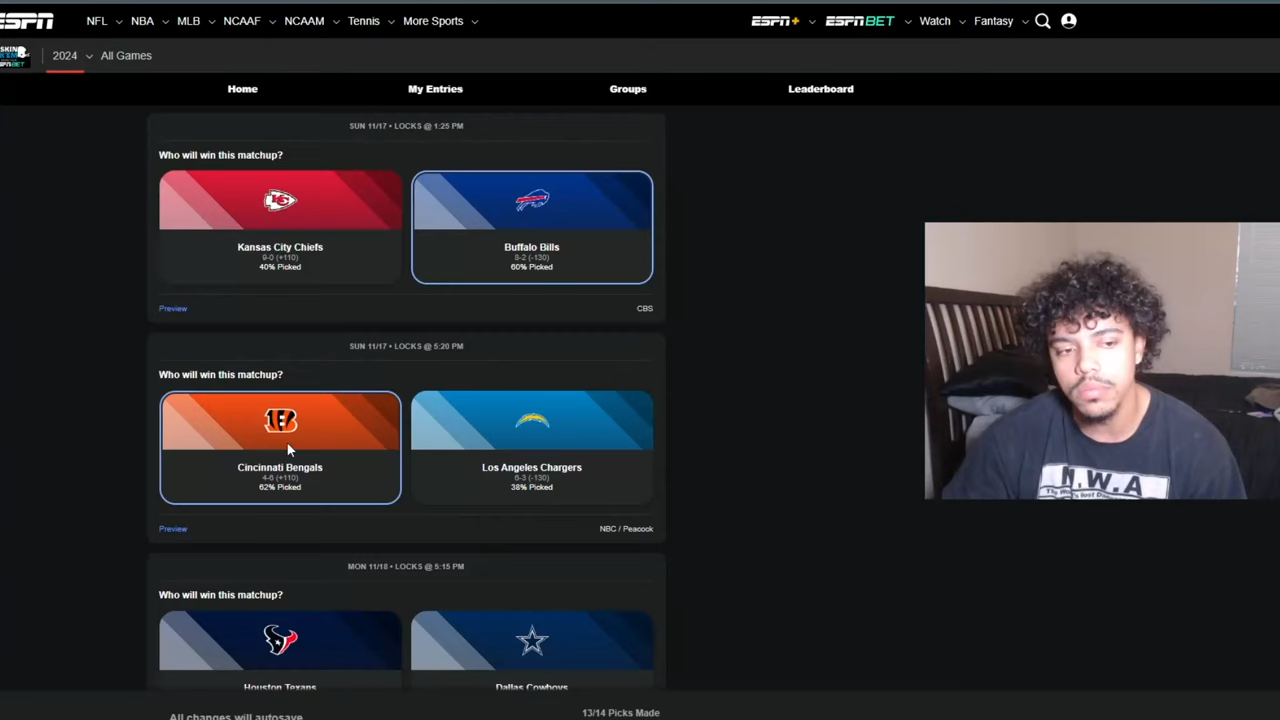 ESPN NFL NBA MLB NCAAF NCAAM Tennis More Sports ESPN+ ESPN BET Watch Fantasy
2024 All Games
Home My Entries Groups Leaderboard
SUN 11/17 • LOCKS @ 1:25 PM
Who will win this matchup?
Kansas City Chiefs Buffalo Bills
9-0 (+110) 8-2 (-130)
40% Picked 60% Picked
Preview CBS
SUN 11/17 • LOCKS @ 5:20 PM
Who will win this matchup?
Cincinnati Bengals Los Angeles Chargers
4-6 (+110) 6-3 (-130)
62% Picked 38% Picked
Preview NBC / Peacock
MON 11/18 • LOCKS @ 5:15 PM
Who will win this matchup?
Houston Texans Dallas Cowboys
All changes will autosave 13/14 Picks Made
N.W.A